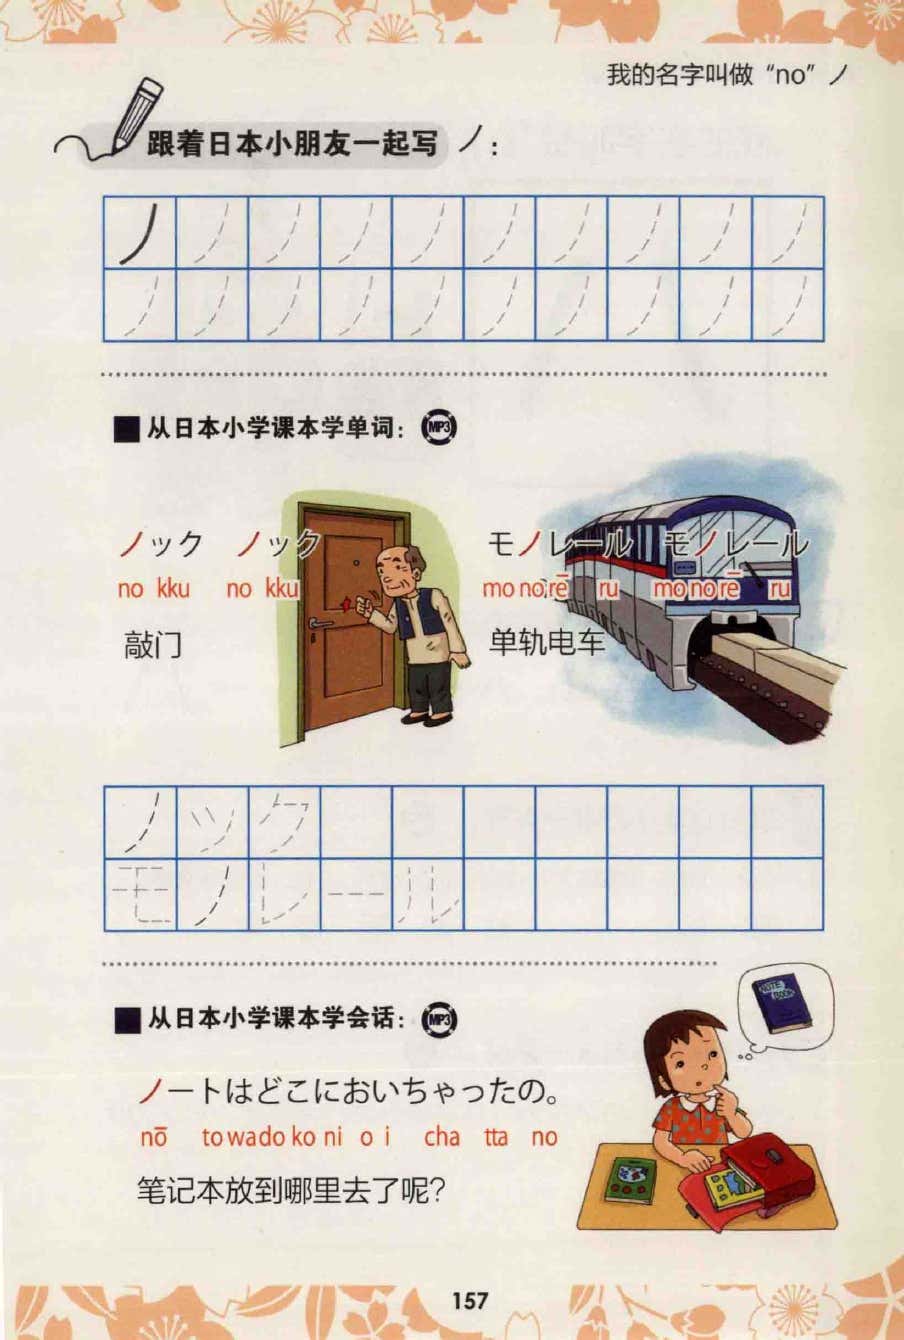 我的名字叫做“no”ノ
跟着日本小朋友一起写 ノ:
ノ ノ ノ ノ ノ ノ ノ ノ ノ ノ
ノ ノ ノ ノ ノ ノ ノ ノ ノ ノ
■从日本小学课本学单词: MP3
ノック ノック
no kku no kku
敲门
モノレール モノレール
mo no rē ru mo no rē ru
单轨电车
ノック
モノレール
■从日本小学课本学会话: MP3
NOTE BOOK
ノートはどこにおいちゃったの。
nō to wa do ko ni o i cha tta no
笔记本放到哪里去了呢?
157